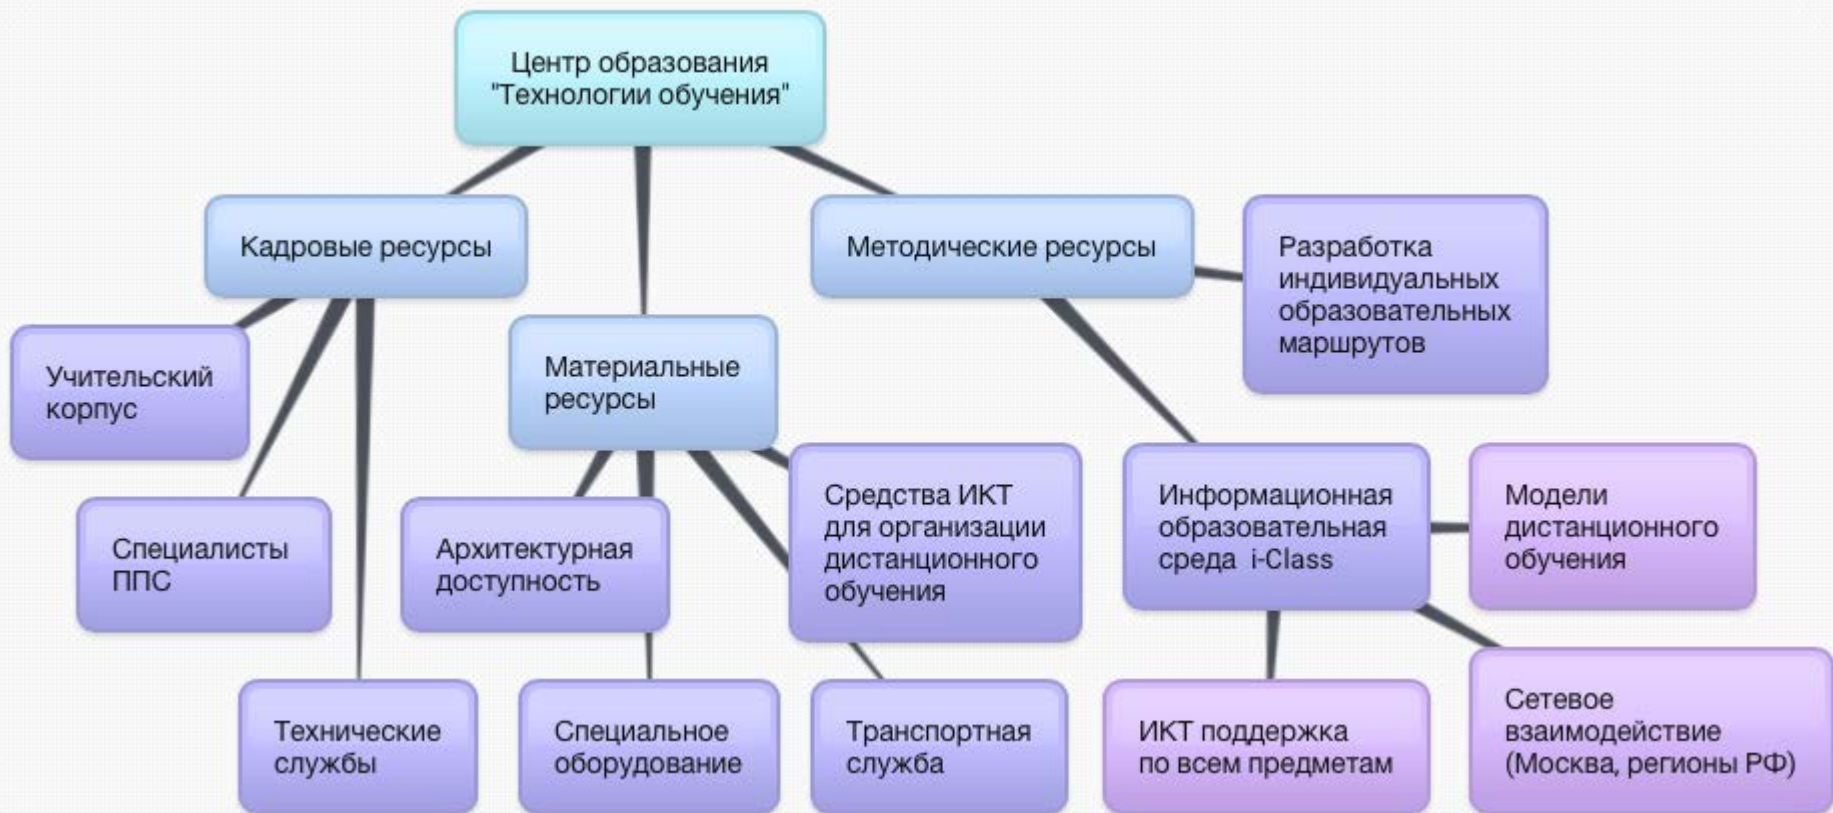 Центр образования
"Технологии обучения"
Кадровые ресурсы
Методические ресурсы
Разработка
индивидуальных
образовательных
маршрутов
Учительский
корпус
Материальные
ресурсы
Специалисты
ППС
Архитектурная
доступность
Средства ИКТ
для организации
дистанционного
обучения
Информационная
образовательная
среда i-Class
Модели
дистанционного
обучения
Технические
службы
Специальное
оборудование
Транспортная
служба
ИКТ поддержка
по всем предметам
Сетевое
взаимодействие
(Москва, регионы РФ)